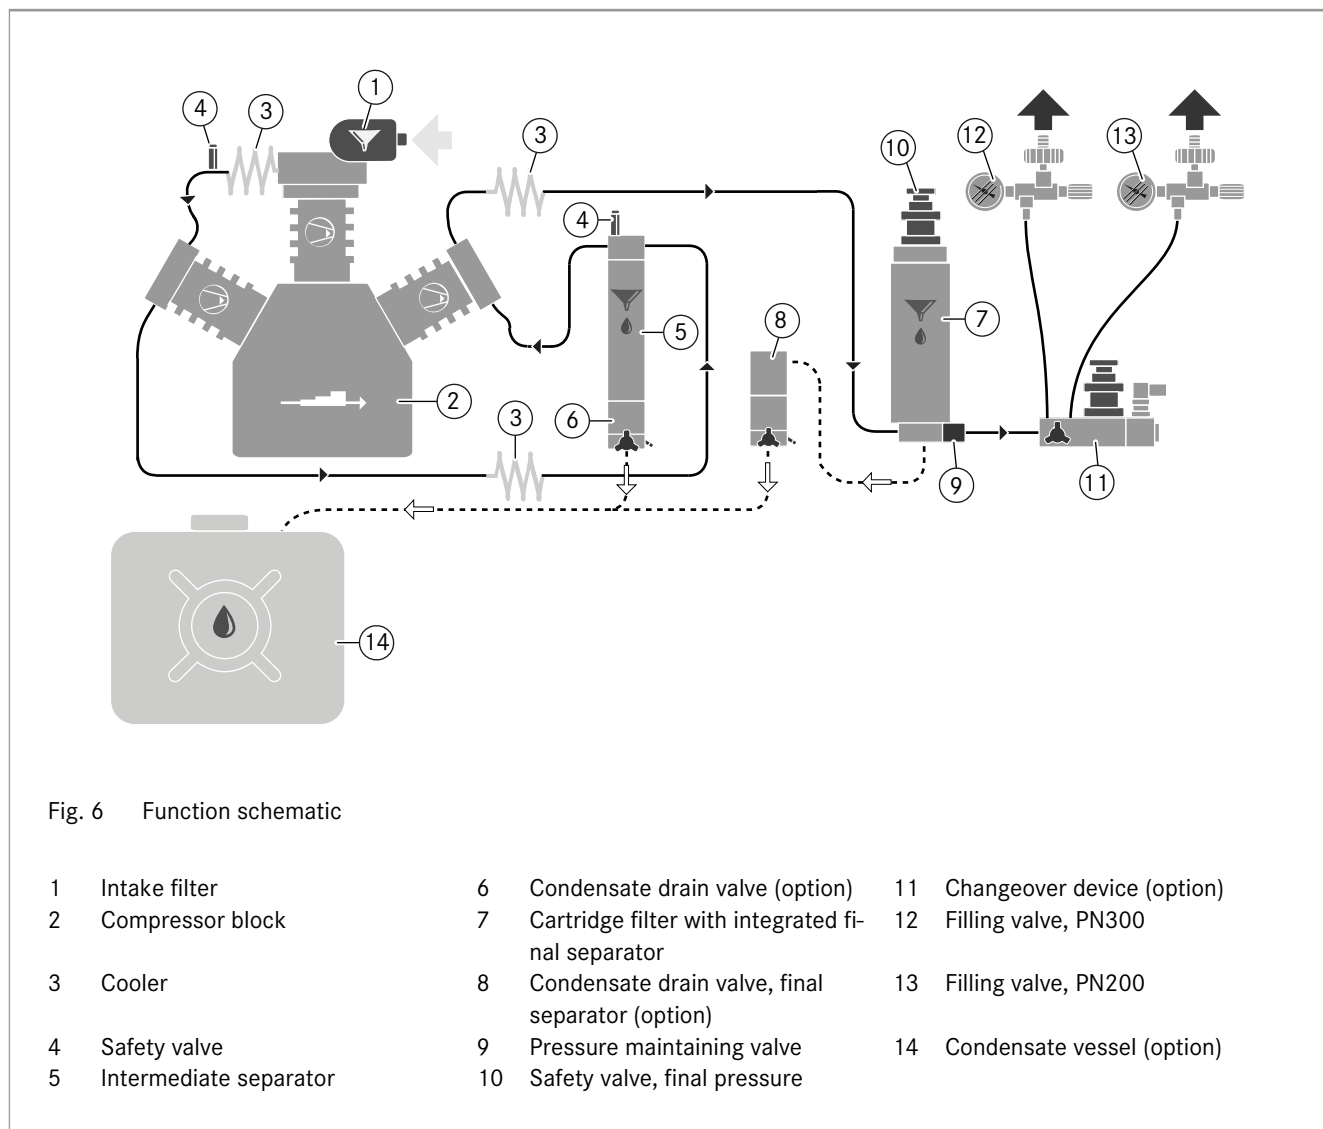 1
4
3
3
12
13
10
4
7
8
5
2
6
3
9
11
14
Fig. 6 Function schematic
1 Intake filter
2 Compressor block
3 Cooler
4 Safety valve
5 Intermediate separator
6 Condensate drain valve (option)
7 Cartridge filter with integrated fi-
nal separator
8 Condensate drain valve, final
separator (option)
9 Pressure maintaining valve
10 Safety valve, final pressure
11 Changeover device (option)
12 Filling valve, PN300
13 Filling valve, PN200
14 Condensate vessel (option)